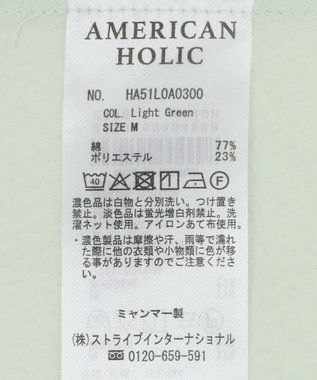 AMERICAN
HOLIC
NO. HA51L0A0300
COL. Light Green
SIZE M
綿 77%
ポリエステル 23%
40 F
濃色品は白物と分別洗い。つけ置き
禁止。淡色品は蛍光増白剤禁止。洗
濯ネット使用。アイロンあて布使用。
・濃色製品は摩擦や汗、雨等で濡れ
た際に他の衣類や小物類に色が移
る事がありますのでご注意くださ
い。
ミャンマー製
(株)ストライプインターナショナル
0120-659-591